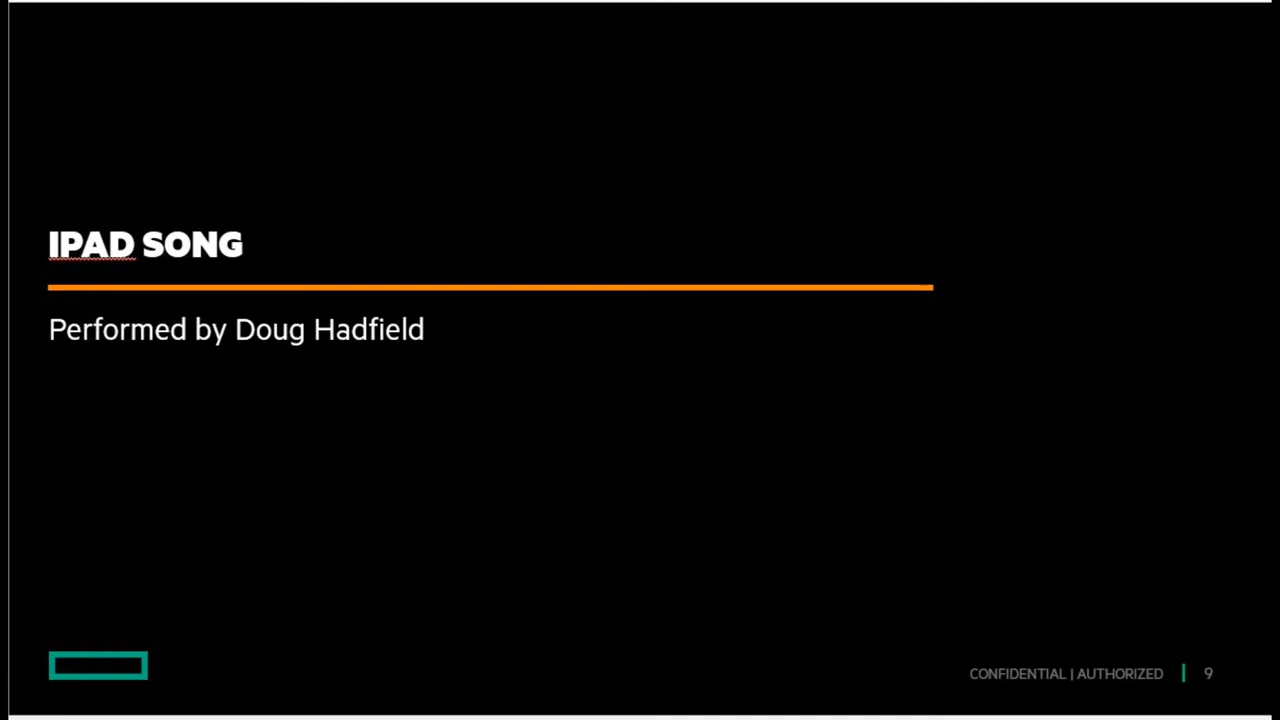 IPAD SONG
Performed by Doug Hadfield
CONFIDENTIAL | AUTHORIZED 9